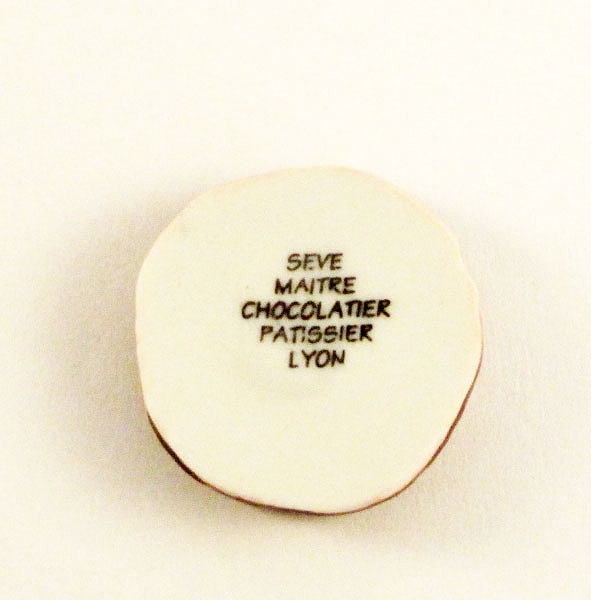 SEVE
MAITRE
CHOCOLATIER
PATISSIER
LYON